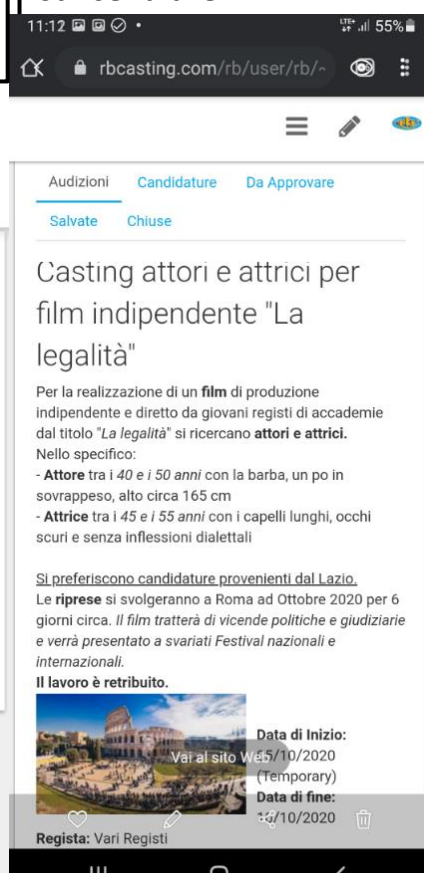 11:12
LTE+ 55%
rbcasting.com/rb/user/rb/
Audizioni Candidature Da Approvare
Salvate Chiuse
Casting attori e attrici per
film indipendente "La
legalità"
Per la realizzazione di un film di produzione
indipendente e diretto da giovani registi di accademie
dal titolo "La legalità" si ricercano attori e attrici.
Nello specifico:
- Attore tra i 40 e i 50 anni con la barba, un po in
sovrappeso, alto circa 165 cm
- Attrice tra i 45 e i 55 anni con i capelli lunghi, occhi
scuri e senza inflessioni dialettali
Si preferiscono candidature provenienti dal Lazio.
Le riprese si svolgeranno a Roma ad Ottobre 2020 per 6
giorni circa. Il film tratterà di vicende politiche e giudiziarie
e verrà presentato a svariati Festival nazionali e
internazionali.
Il lavoro è retribuito.
Data di Inizio:
Vai al sito Web
/10/2020
(Temporary)
Data di fine:
/10/2020
Regista: Vari Registi